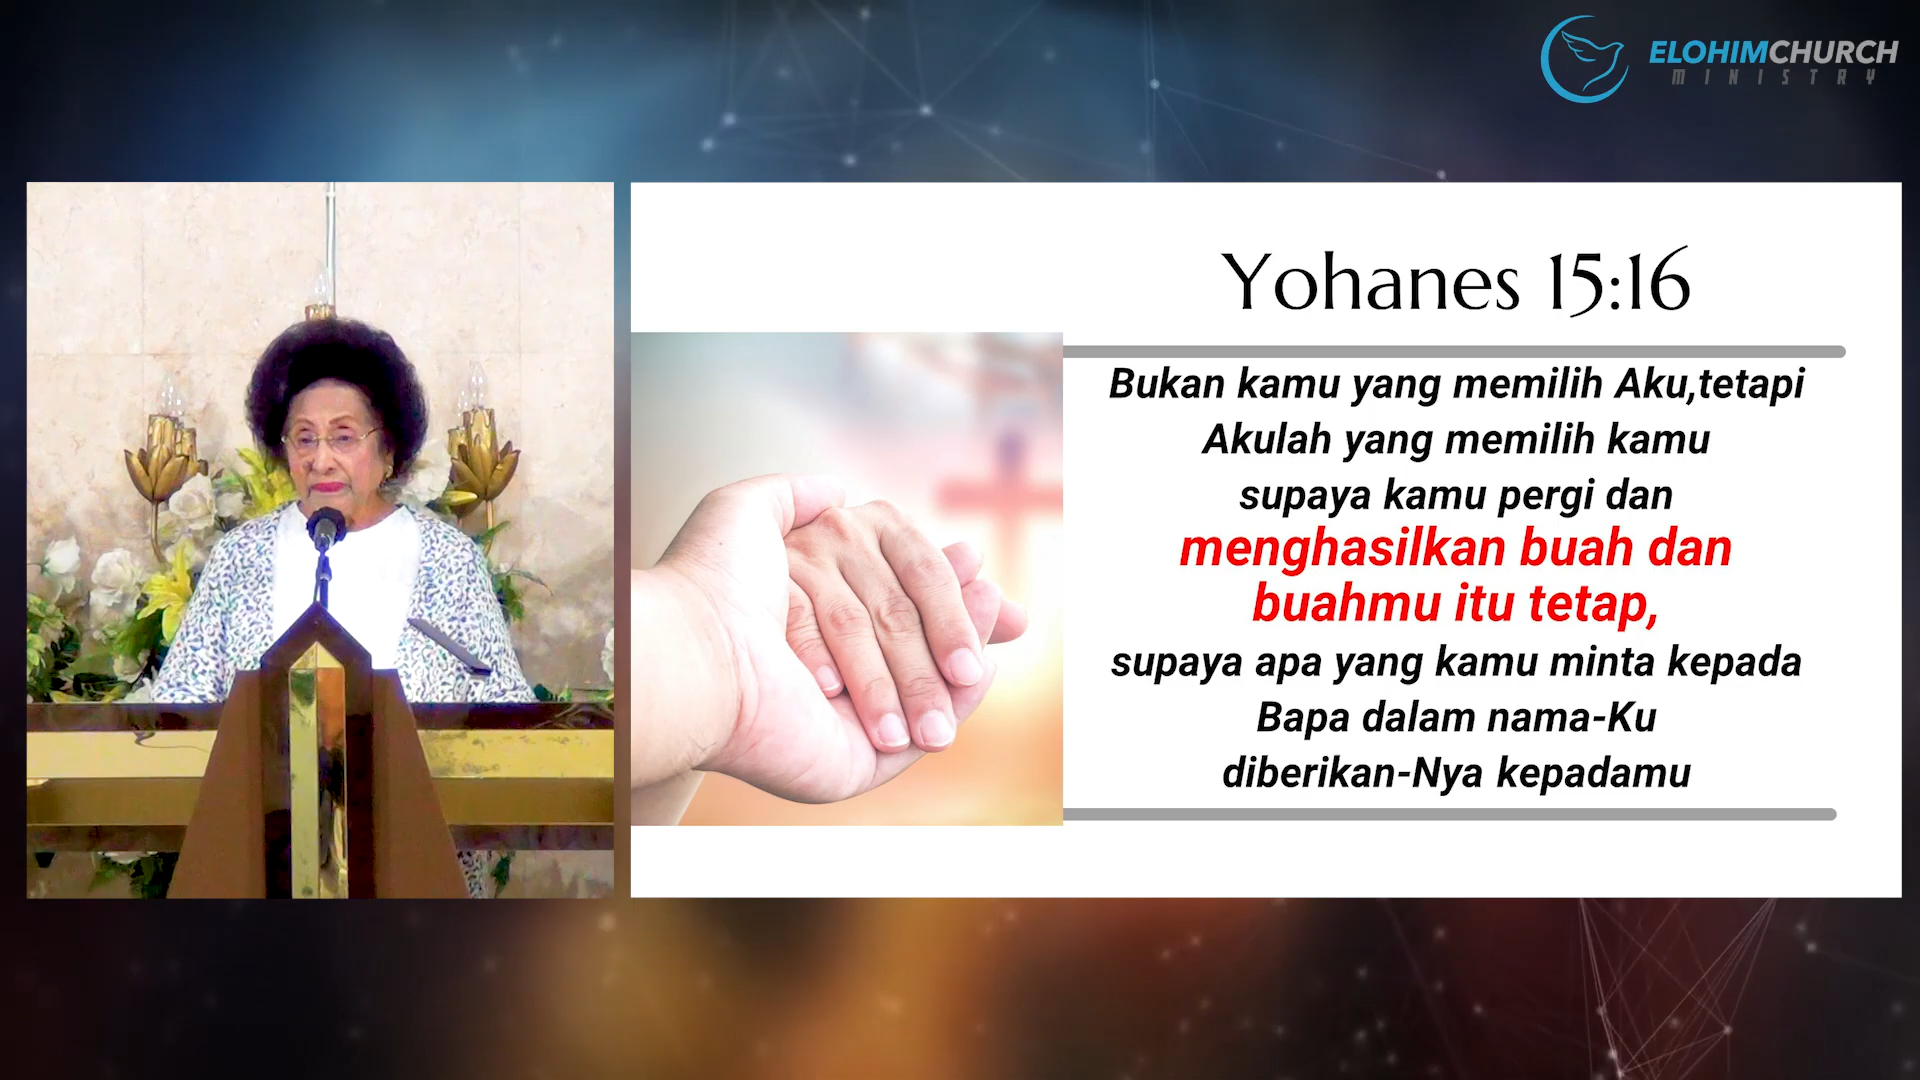 ELOHIMCHURCH
MINISTRY
Yohanes 15:16
Bukan kamu yang memilih Aku,tetapi
Akulah yang memilih kamu
supaya kamu pergi dan
menghasilkan buah dan
buahmu itu tetap,
supaya apa yang kamu minta kepada
Bapa dalam nama-Ku
diberikan-Nya kepadamu